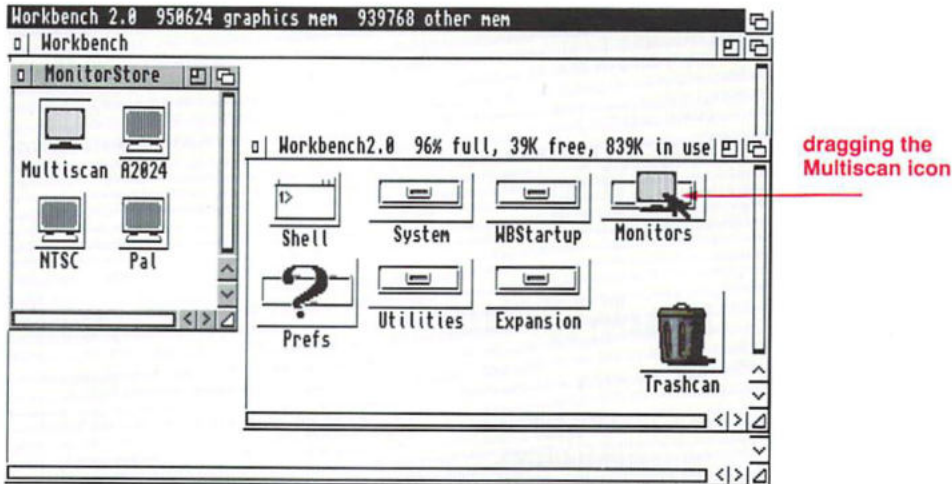 Workbench 2.0 950624 graphics mem 939768 other mem
Workbench
MonitorStore
Multiscan A2024
NTSC Pal
Workbench2.0 96% full, 39K free, 839K in use
1>
Shell System WBStartup Monitors
?
Prefs Utilities Expansion
Trashcan
dragging the
Multiscan icon